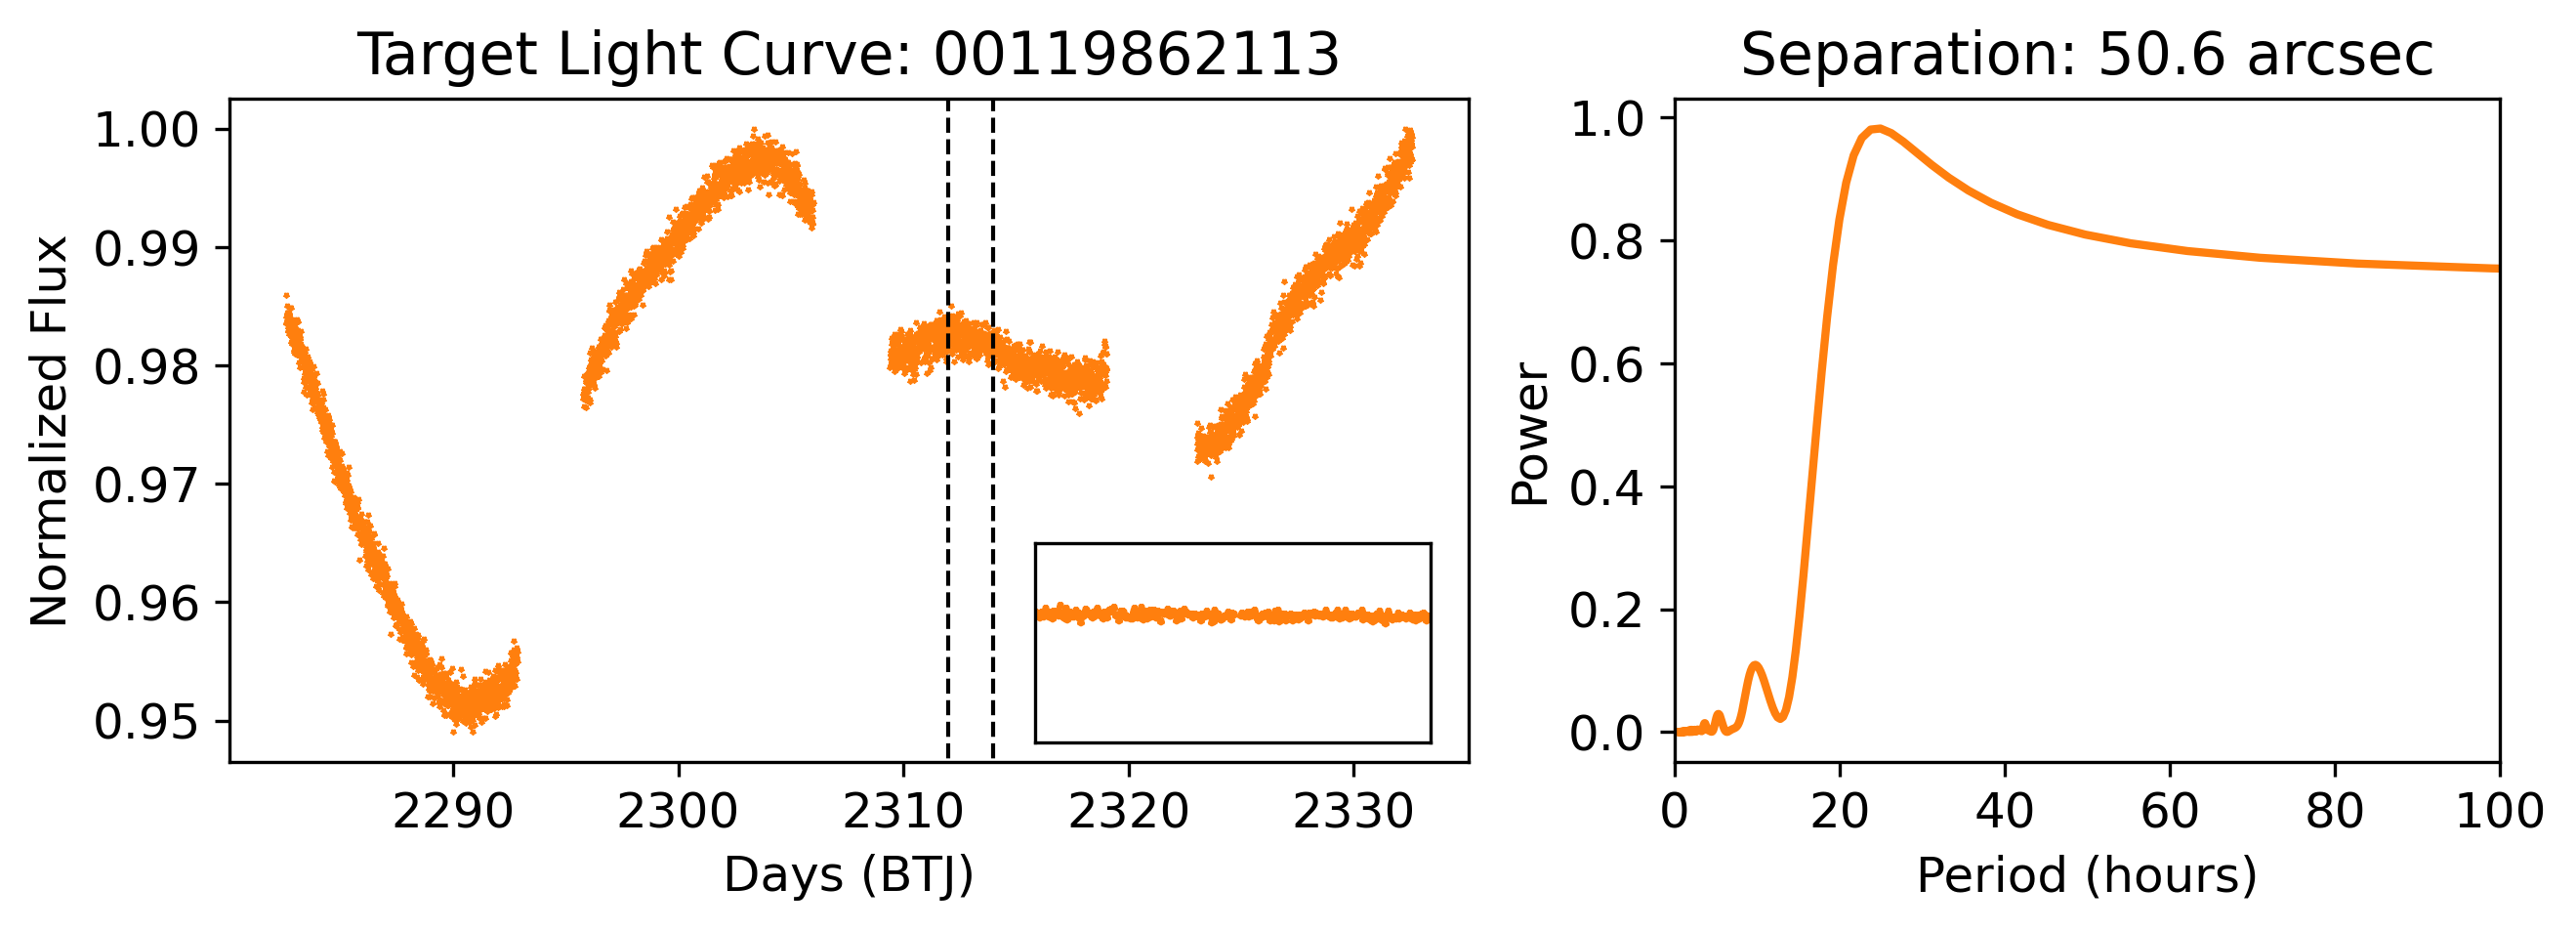 Target Light Curve: 00119862113
Separation: 50.6 arcsec
Normalized Flux
1.00
0.99
0.98
0.97
0.96
0.95
2290 2300 2310 2320 2330
Days (BTJ)
Power
1.0
0.8
0.6
0.4
0.2
0.0
0 20 40 60 80 100
Period (hours)